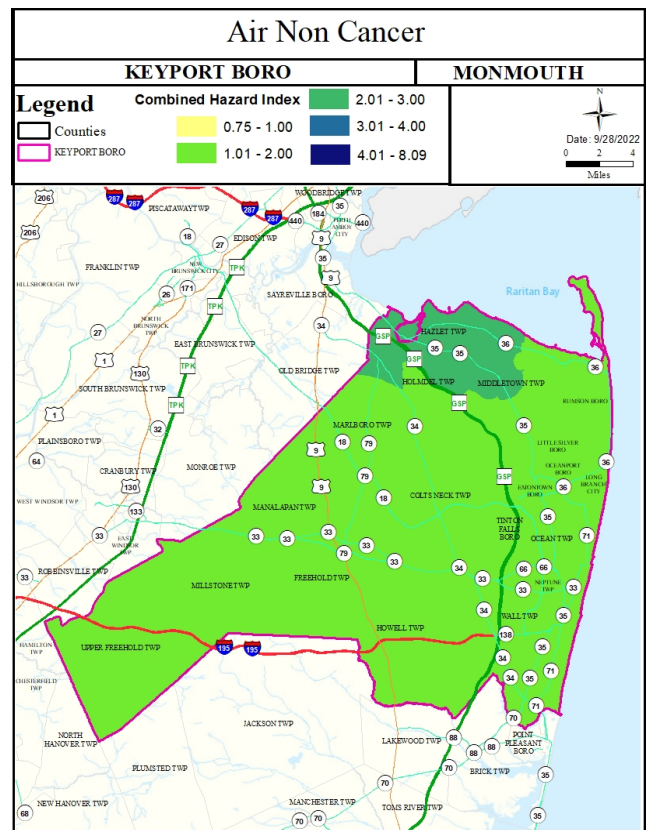 Air Non Cancer
KEYPORT BORO
MONMOUTH
Legend
Counties
KEYPORT BORO
Combined Hazard Index
0.75 - 1.00
1.01 - 2.00
2.01 - 3.00
3.01 - 4.00
4.01 - 8.09
N
Date: 9/28/2022
0 2 4
Miles
206
287
287
PISCATAWAY TWP
WOODBRIDGE TWP
287
287
440
184
35
440
PERTH
AMBOY
CITY
9
206
18
27
EDISON TWP
35
FRANKLIN TWP
NEW
BRUNSWICK CITY
TPK
9
HILLSBOROUGH TWP
171
26
SAYREVILLE BORO
Raritan Bay
TPK
NORTH
BRUNSWICK
TWP
27
34
HAZLET TWP
GSP
35
35
36
EAST BRUNSWICK TWP
1
GSP
36
TPK
130
OLD BRIDGE TWP
HOLMDEL TWP
MIDDLETOWN TWP
SOUTH BRUNSWICK TWP
TPK
GSP
RUMSON BORO
1
MARLBORO TWP
34
35
32
PLAINSBORO TWP
18
79
LITTLE SILVER
BORO
9
64
36
CRANBURY TWP
MONROE TWP
OCEANPORT
BORO
79
GSP
LONG
BRANCH
CITY
130
9
EATONTOWN
BORO
36
WEST WINDSOR TWP
18
COLTS NECK TWP
133
MANALAPAN TWP
35
TINTON
FALLS
BORO
33
EAST
WINDSOR
TWP
33
33
33
OCEAN TWP
71
79
33
33
ROBBINSVILLE TWP
34
66
66
33
FREEHOLD TWP
33
NEPTUNE
TWP
33
33
MILLSTONE TWP
34
WALL TWP
35
HOWELL TWP
138
HAMILTON
TWP
UPPER FREEHOLD TWP
195
195
35
34
CHESTERFIELD
TWP
71
34
35
71
JACKSON TWP
70
NORTH
HANOVER TWP
LAKEWOOD TWP
88
88
88
POINT
PLEASANT
BORO
PLUMSTED TWP
70
BRICK TWP
35
70
NEW HANOVER TWP
MANCHESTER TWP
TOMS RIVER TWP
68
70
70
35